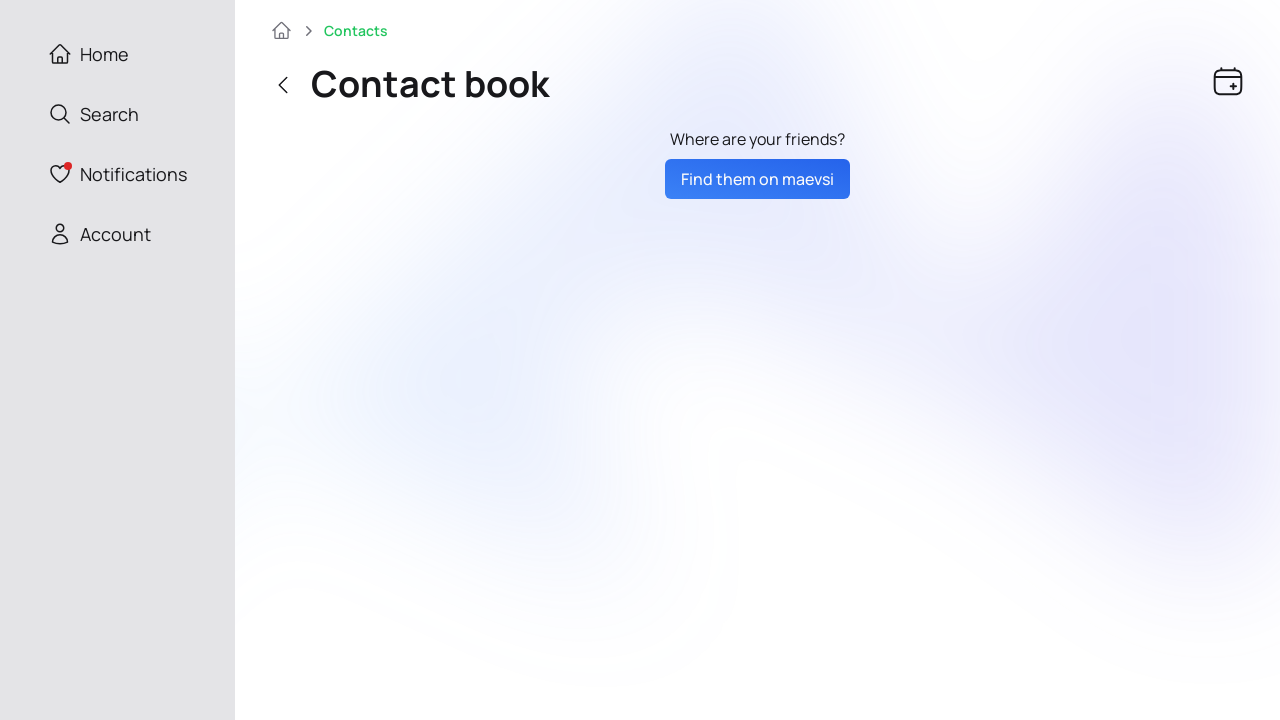 Home
Search
Notifications
Account
Contacts
Contact book
Where are your friends?
Find them on maevsi